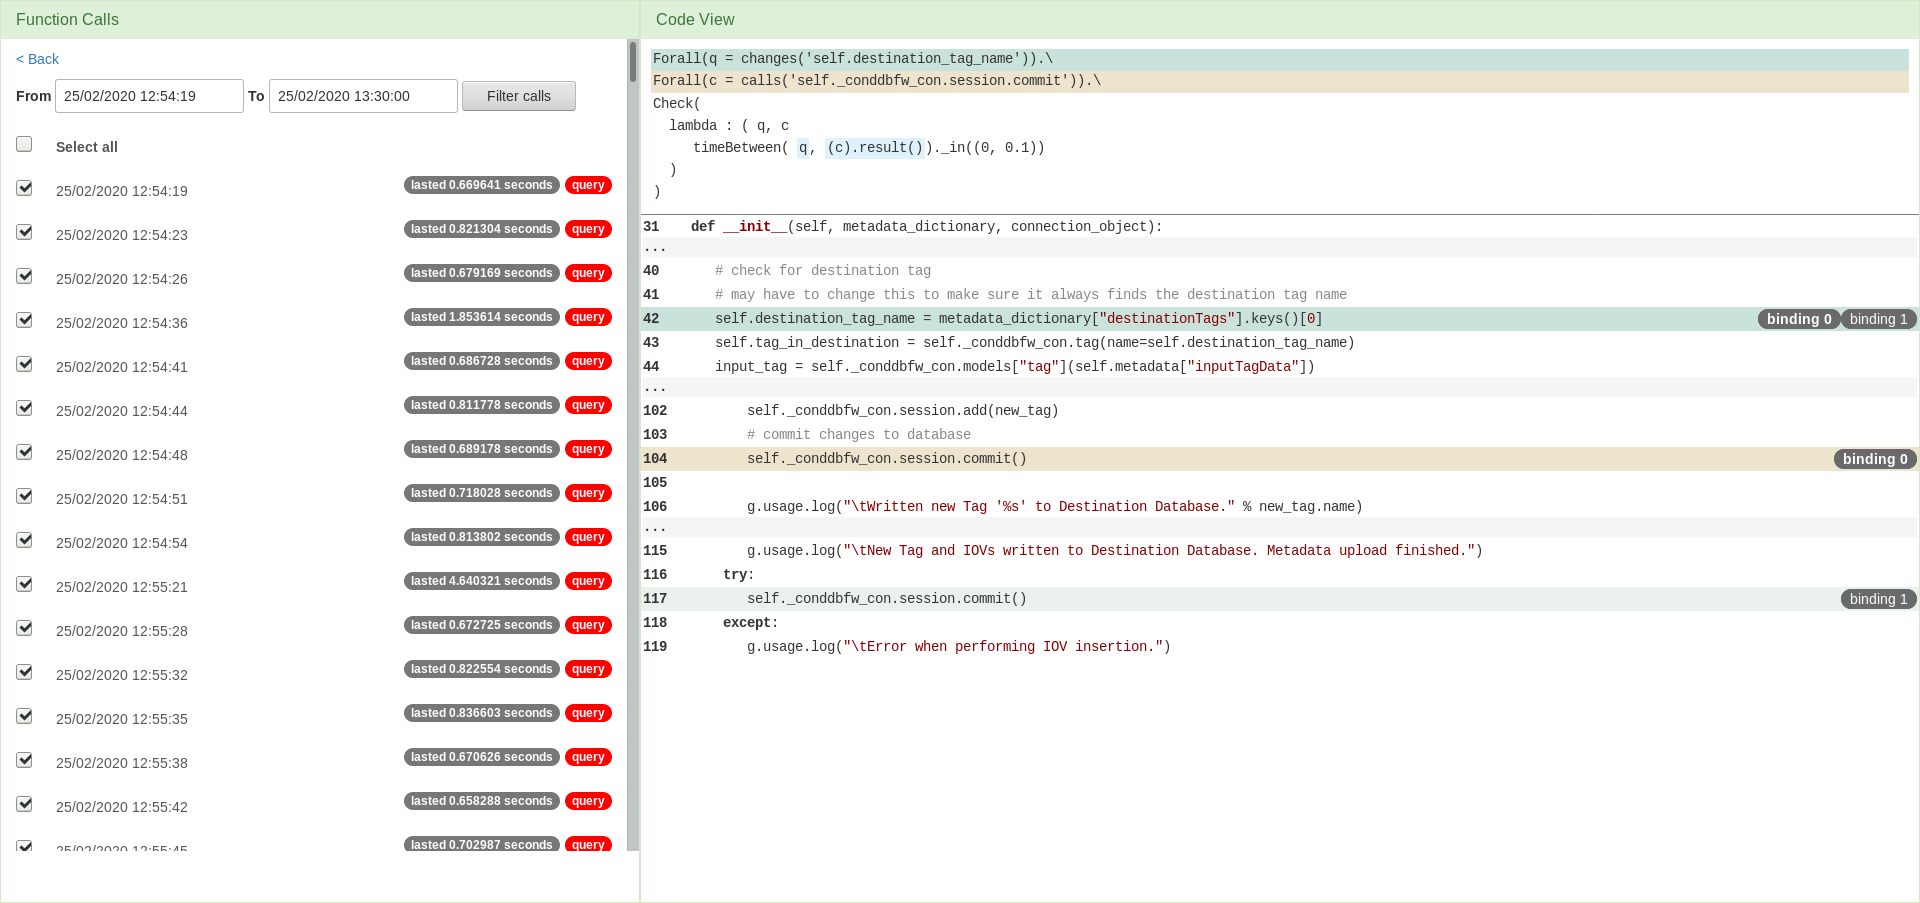 Function Calls
< Back
From 25/02/2020 12:54:19 To 25/02/2020 13:30:00 Filter calls
Select all
25/02/2020 12:54:19 lasted 0.669641 seconds query
25/02/2020 12:54:23 lasted 0.821304 seconds query
25/02/2020 12:54:26 lasted 0.679169 seconds query
25/02/2020 12:54:36 lasted 1.853614 seconds query
25/02/2020 12:54:41 lasted 0.686728 seconds query
25/02/2020 12:54:44 lasted 0.811778 seconds query
25/02/2020 12:54:48 lasted 0.689178 seconds query
25/02/2020 12:54:51 lasted 0.718028 seconds query
25/02/2020 12:54:54 lasted 0.813802 seconds query
25/02/2020 12:55:21 lasted 4.640321 seconds query
25/02/2020 12:55:28 lasted 0.672725 seconds query
25/02/2020 12:55:32 lasted 0.822554 seconds query
25/02/2020 12:55:35 lasted 0.836603 seconds query
25/02/2020 12:55:38 lasted 0.670626 seconds query
25/02/2020 12:55:42 lasted 0.658288 seconds query
25/02/2020 12:55:45 lasted 0.702987 seconds query
Code View
Forall(q = changes('self.destination_tag_name')).\
Forall(c = calls('self._conddbfw_con.session.commit')).\
Check(
lambda : ( q, c
timeBetween( q, (c).result())._in((0, 0.1))
)
)
31 def __init__(self, metadata_dictionary, connection_object):
...
40 # check for destination tag
41 # may have to change this to make sure it always finds the destination tag name
42 self.destination_tag_name = metadata_dictionary["destinationTags"].keys()[0] binding 0 binding 1
43 self.tag_in_destination = self._conddbfw_con.tag(name=self.destination_tag_name)
44 input_tag = self._conddbfw_con.models["tag"](self.metadata["inputTagData"])
...
102 self._conddbfw_con.session.add(new_tag)
103 # commit changes to database
104 self._conddbfw_con.session.commit() binding 0
105
106 g.usage.log("\tWritten new Tag '%s' to Destination Database." % new_tag.name)
...
115 g.usage.log("\tNew Tag and IOVs written to Destination Database. Metadata upload finished.")
116 try:
117 self._conddbfw_con.session.commit() binding 1
118 except:
119 g.usage.log("\tError when performing IOV insertion.")